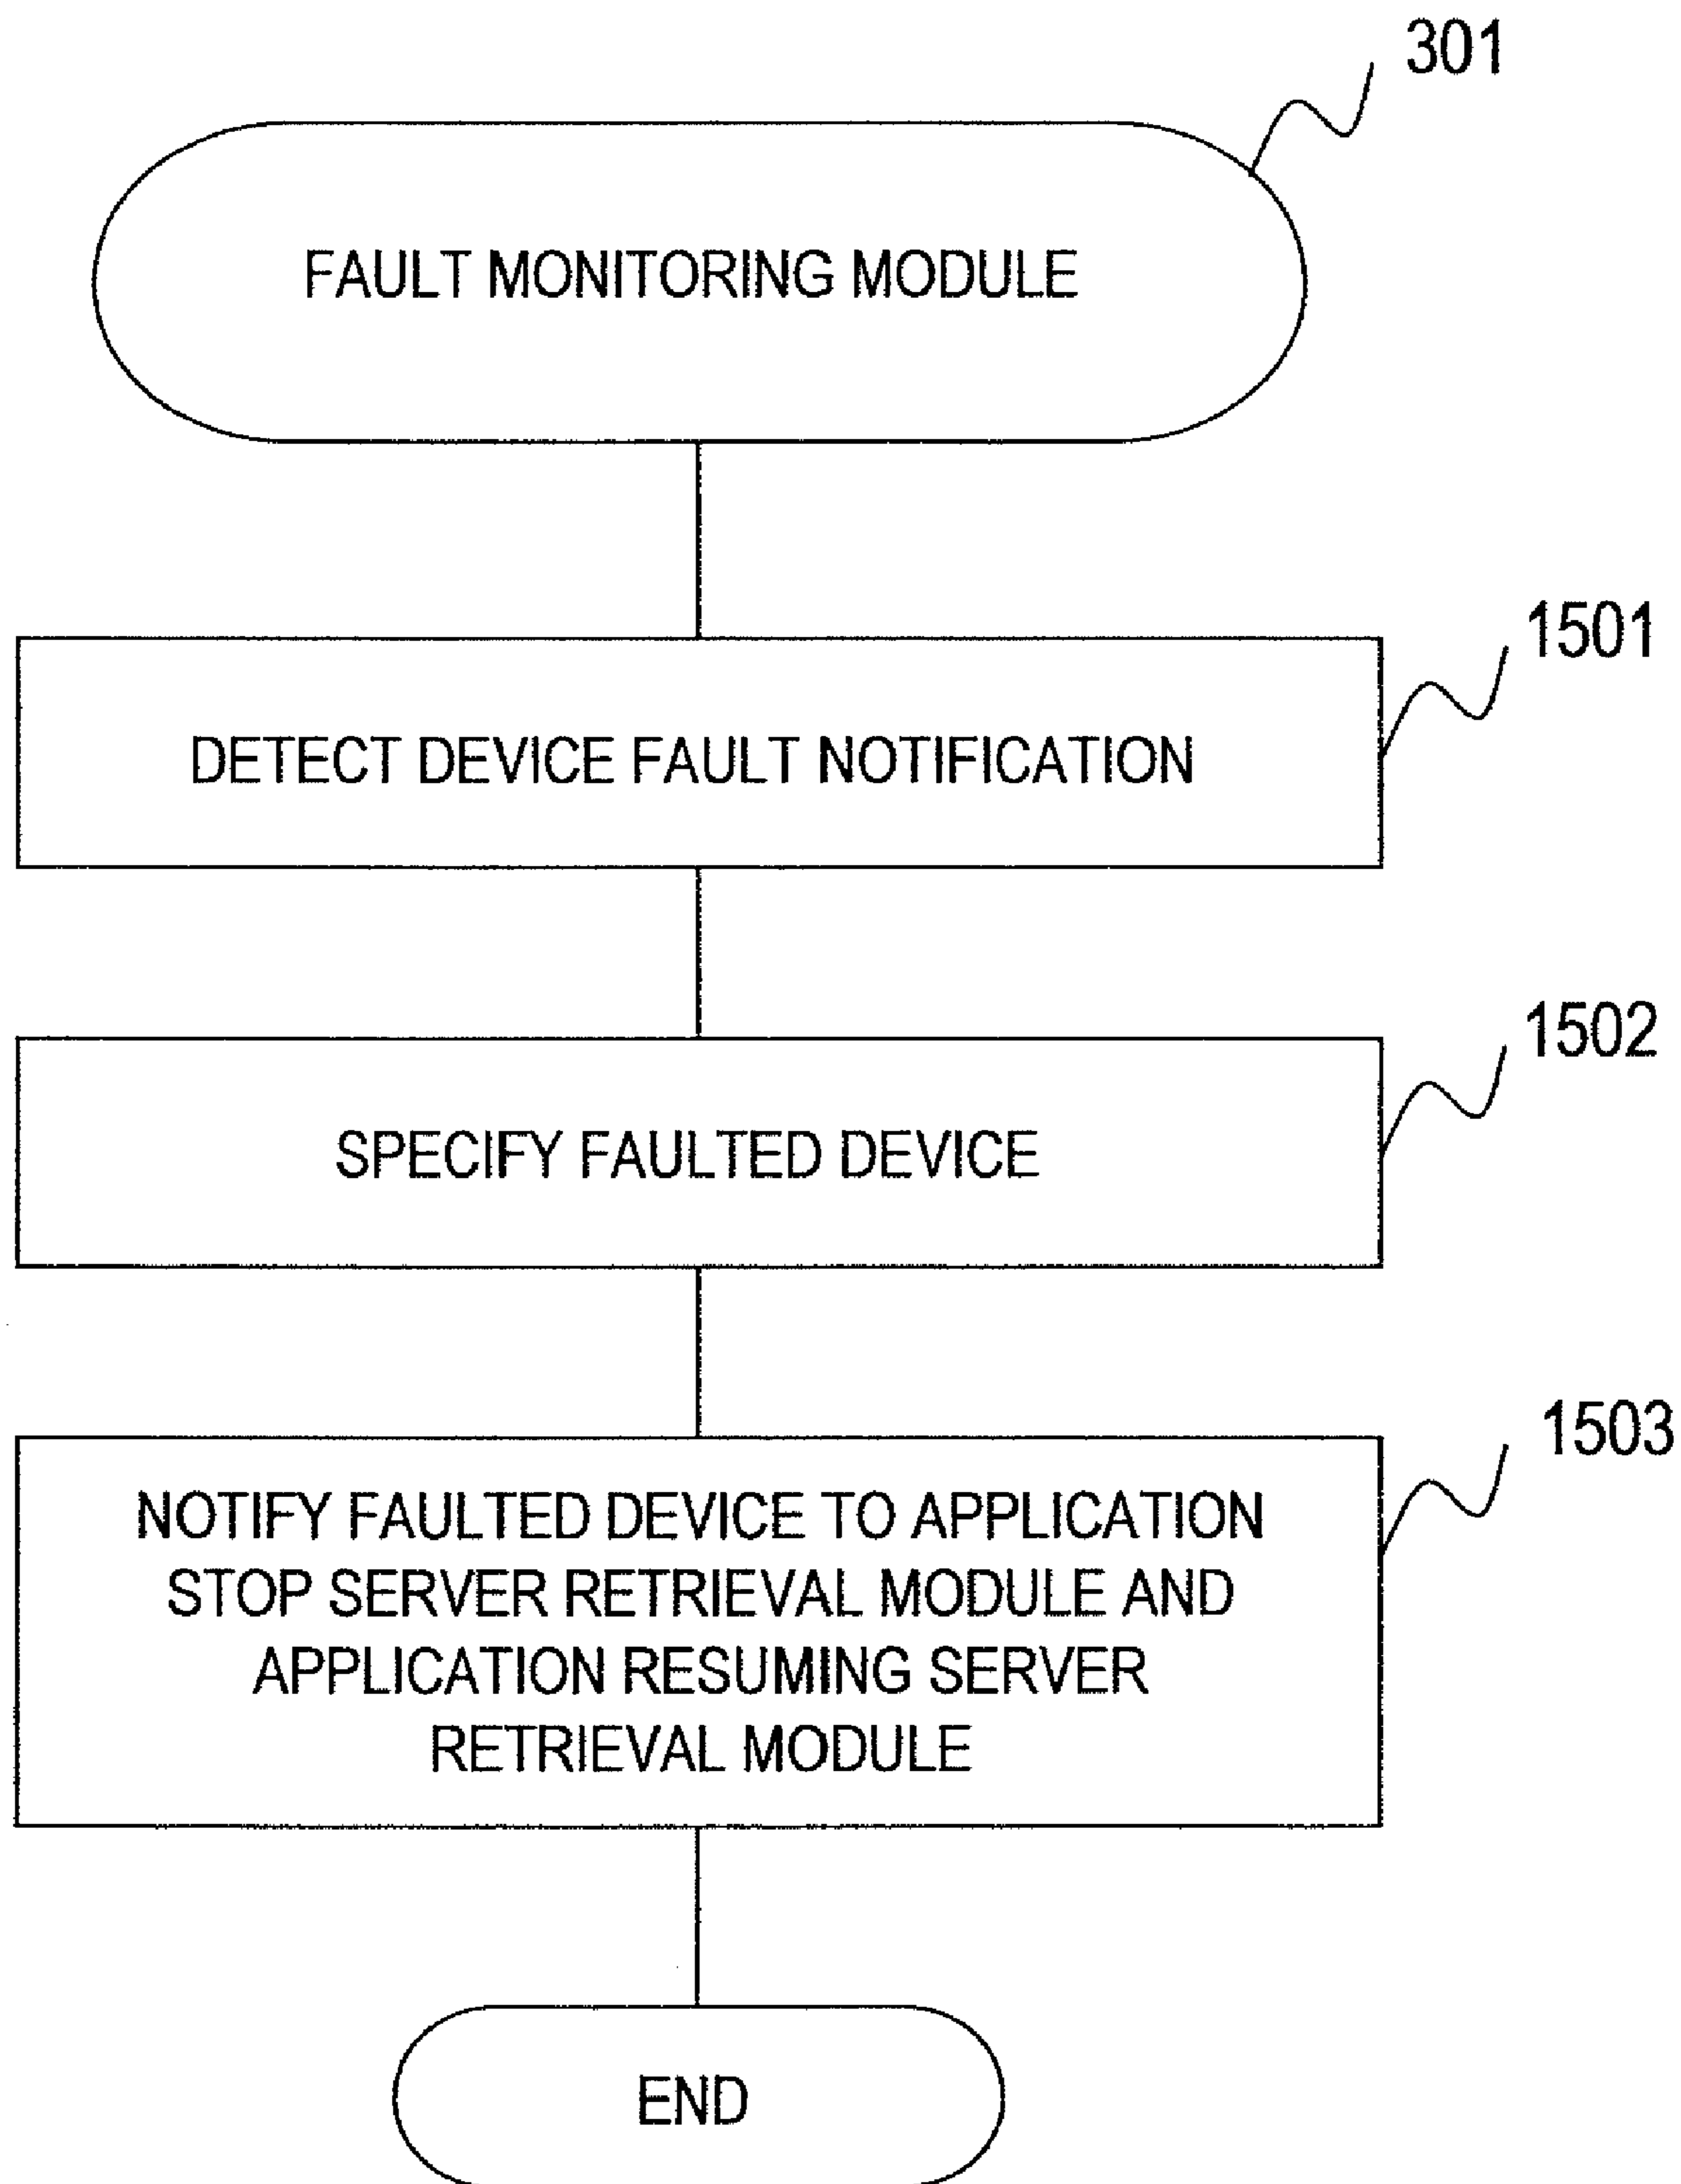 301
FAULT MONITORING MODULE
1501
DETECT DEVICE FAULT NOTIFICATION
1502
SPECIFY FAULTED DEVICE
1503
NOTIFY FAULTED DEVICE TO APPLICATION
STOP SERVER RETRIEVAL MODULE AND
APPLICATION RESUMING SERVER
RETRIEVAL MODULE
END